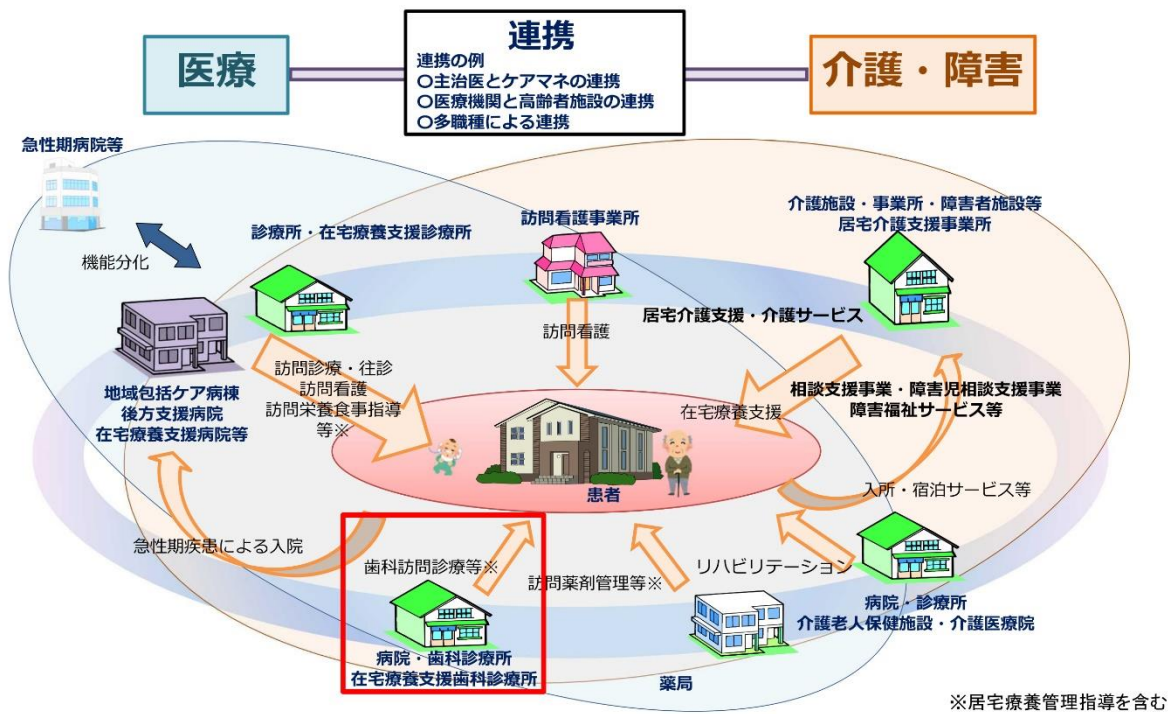 医療
連携
連携の例
〇主治医とケアマネの連携
〇医療機関と高齢者施設の連携
〇多職種による連携
介護・障害
急性期病院等
機能分化
診療所・在宅療養支援診療所
訪問看護事業所
介護施設・事業所・障害者施設等
居宅介護支援事業所
地域包括ケア病棟
後方支援病院
在宅療養支援病院等
訪問診療・往診
訪問看護
訪問栄養食事指導
等※
訪問看護
居宅介護支援・介護サービス
在宅療養支援
相談支援事業・障害児相談支援事業
障害福祉サービス等
患者
入所・宿泊サービス等
急性期疾患による入院
歯科訪問診療等※
訪問薬剤管理等※
リハビリテーション
病院・歯科診療所
在宅療養支援歯科診療所
薬局
病院・診療所
介護老人保健施設・介護医療院
※居宅療養管理指導を含む